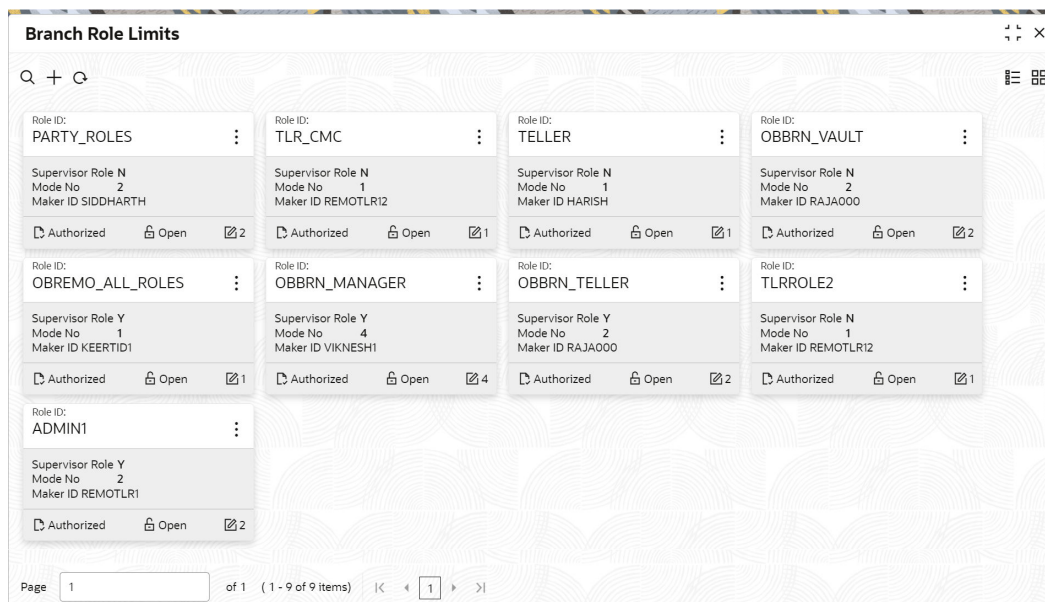 Branch Role Limits
Role ID:
PARTY_ROLES
Supervisor Role N
Mode No 2
Maker ID SIDDHARTH
Authorized Open 2
Role ID:
TLR_CMC
Supervisor Role N
Mode No 1
Maker ID REMOTLR12
Authorized Open 1
Role ID:
TELLER
Supervisor Role N
Mode No 1
Maker ID HARISH
Authorized Open 1
Role ID:
OBBRN_VAULT
Supervisor Role N
Mode No 2
Maker ID RAJA000
Authorized Open 2
Role ID:
OBREMO_ALL_ROLES
Supervisor Role Y
Mode No 1
Maker ID KEERTID1
Authorized Open 1
Role ID:
OBBRN_MANAGER
Supervisor Role Y
Mode No 4
Maker ID VIKNESH1
Authorized Open 4
Role ID:
OBBRN_TELLER
Supervisor Role Y
Mode No 2
Maker ID RAJA000
Authorized Open 2
Role ID:
TLRROLE2
Supervisor Role N
Mode No 1
Maker ID REMOTLR12
Authorized Open 1
Role ID:
ADMIN1
Supervisor Role Y
Mode No 2
Maker ID REMOTLR1
Authorized Open 2
Page 1 of 1 ( 1 - 9 of 9 items) 1